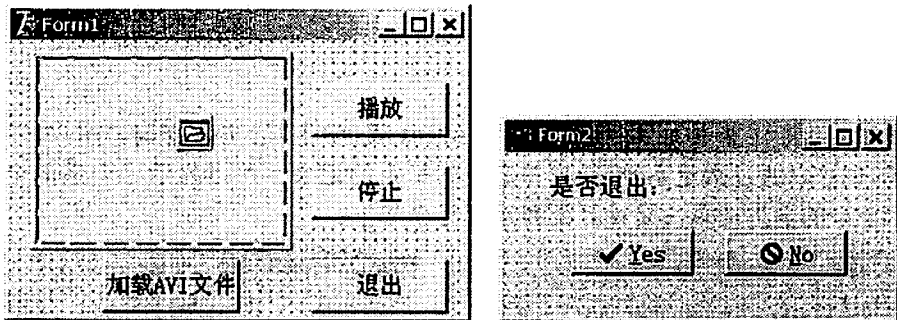 Form1
播放
停止
加载AVI文件
退出
Form2
是否退出:
Yes
No